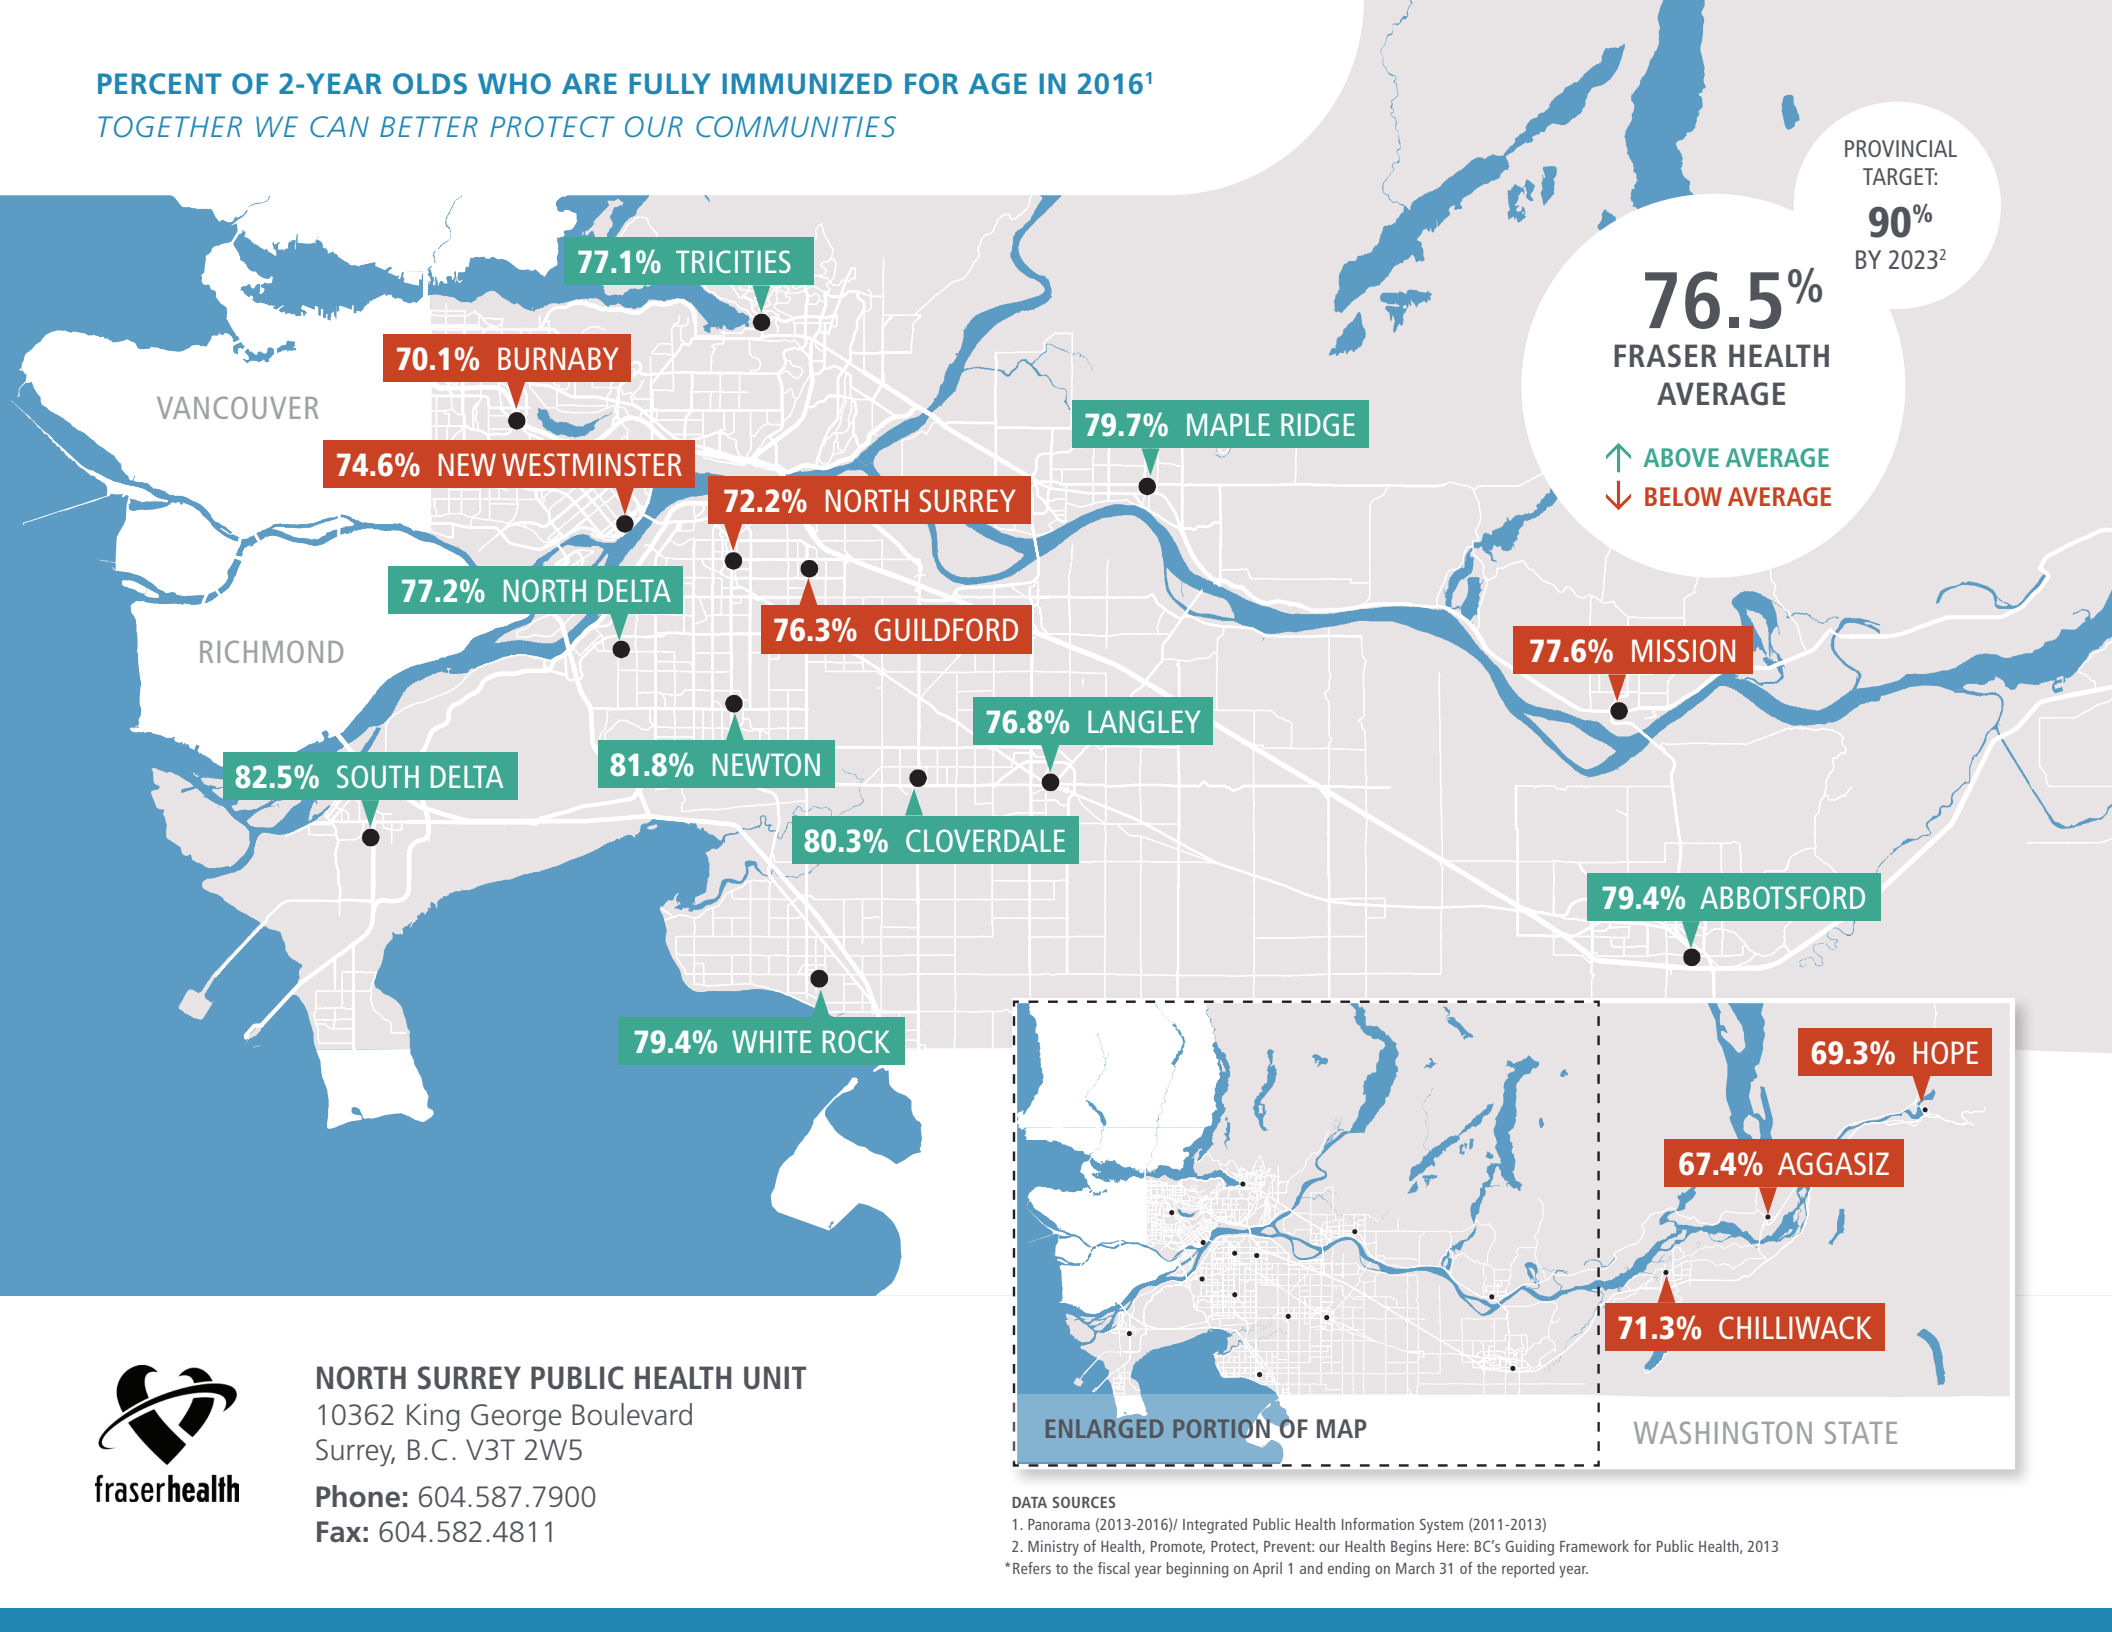 PERCENT OF 2-YEAR OLDS WHO ARE FULLY IMMUNIZED FOR AGE IN 2016¹
TOGETHER WE CAN BETTER PROTECT OUR COMMUNITIES
PROVINCIAL
TARGET:
90%
BY 2023²
76.5%
FRASER HEALTH
AVERAGE
↑ ABOVE AVERAGE
↓ BELOW AVERAGE
77.1% TRICITIES
70.1% BURNABY
VANCOUVER
79.7% MAPLE RIDGE
74.6% NEW WESTMINSTER
72.2% NORTH SURREY
77.2% NORTH DELTA
76.3% GUILDFORD
RICHMOND
77.6% MISSION
76.8% LANGLEY
81.8% NEWTON
82.5% SOUTH DELTA
80.3% CLOVERDALE
79.4% ABBOTSFORD
79.4% WHITE ROCK
69.3% HOPE
67.4% AGGASIZ
71.3% CHILLIWACK
ENLARGED PORTION OF MAP
WASHINGTON STATE
fraserhealth
NORTH SURREY PUBLIC HEALTH UNIT
10362 King George Boulevard
Surrey, B.C. V3T 2W5
Phone: 604.587.7900
Fax: 604.582.4811
DATA SOURCES
1. Panorama (2013-2016)/ Integrated Public Health Information System (2011-2013)
2. Ministry of Health, Promote, Protect, Prevent: our Health Begins Here: BC's Guiding Framework for Public Health, 2013
*Refers to the fiscal year beginning on April 1 and ending on March 31 of the reported year.